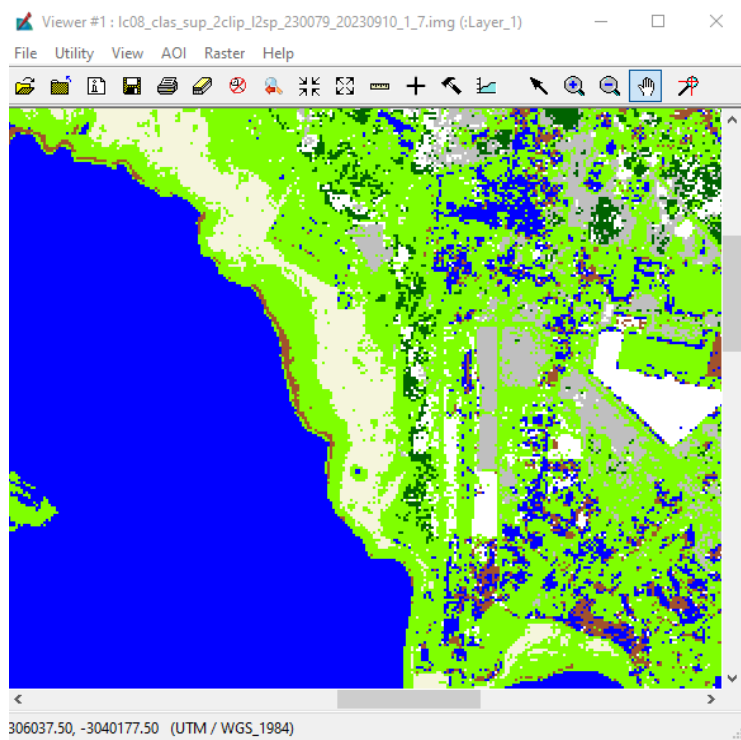 Viewer #1 : lc08_clas_sup_2clip_l2sp_230079_20230910_1_7.img (:Layer_1)
File Utility View AOI Raster Help
306037.50, -3040177.50 (UTM / WGS_1984)